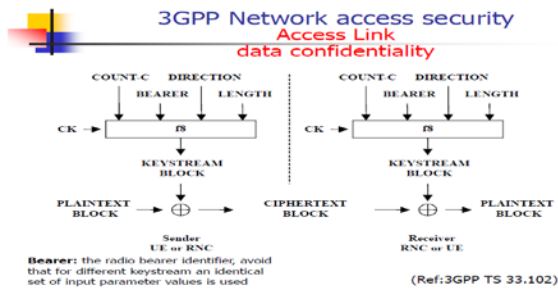 3GPP Network access security
Access Link
data confidentiality
COUNT-C DIRECTION
BEARER LENGTH
CK
f8
KEYSTREAM
BLOCK
PLAINTEXT
BLOCK
Sender
UE or RNC
CIPHERTEXT
BLOCK
COUNT-C DIRECTION
BEARER LENGTH
CK
f8
KEYSTREAM
BLOCK
PLAINTEXT
BLOCK
Receiver
RNC or UE
Bearer: the radio bearer identifier, avoid
that for different keystream an identical
set of input parameter values is used
(Ref:3GPP TS 33.102)